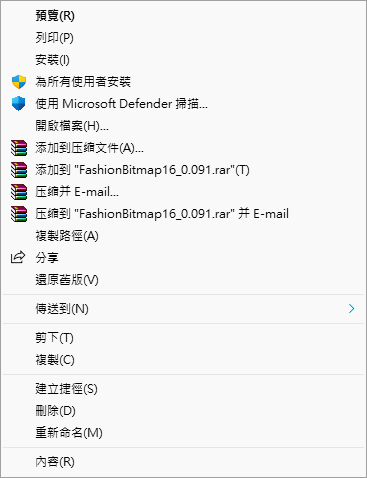 預覽(R)
列印(P)
安裝(I)
為所有使用者安裝
使用 Microsoft Defender 掃描...
開啟檔案(H)...
添加到压缩文件(A)...
添加到 "FashionBitmap16_0.091.rar"(T)
压缩并 E-mail...
压缩到 "FashionBitmap16_0.091.rar" 并 E-mail
複製路徑(A)
分享
還原舊版(V)
傳送到(N)
剪下(T)
複製(C)
建立捷徑(S)
刪除(D)
重新命名(M)
內容(R)